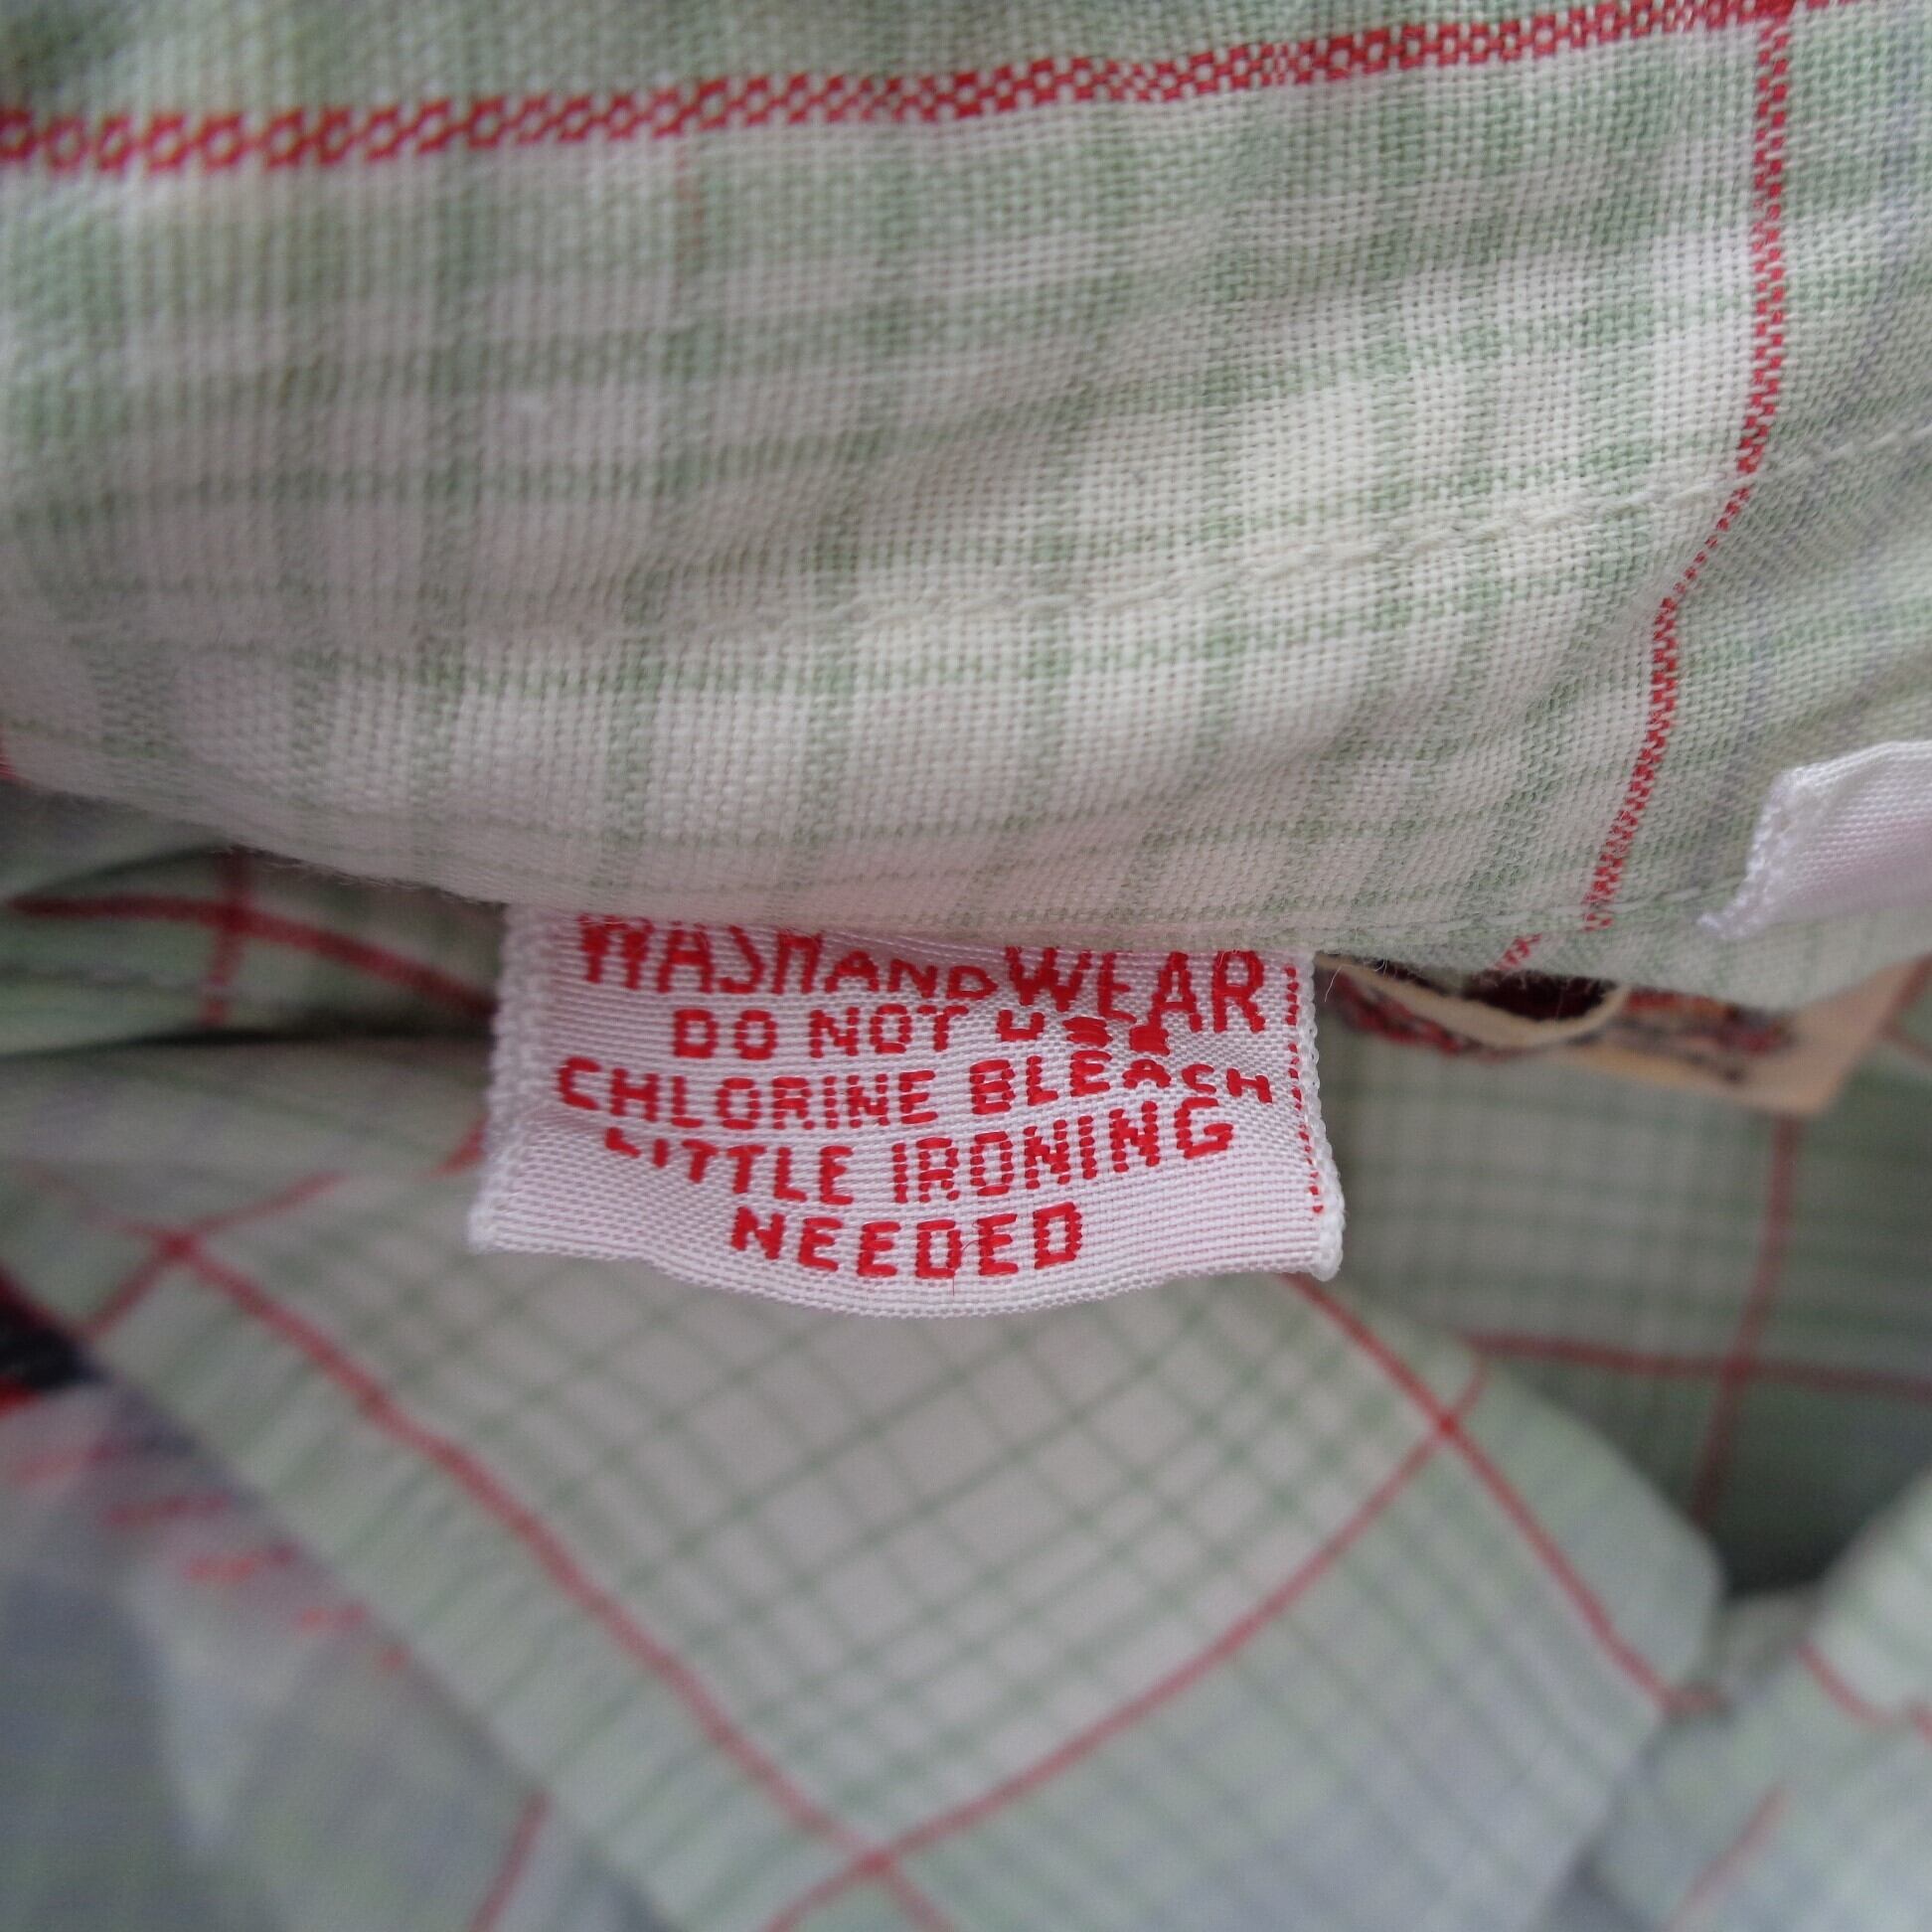 WASH AND WEAR
DO NOT USE
CHLORINE BLEACH
LITTLE IRONING
NEEDED